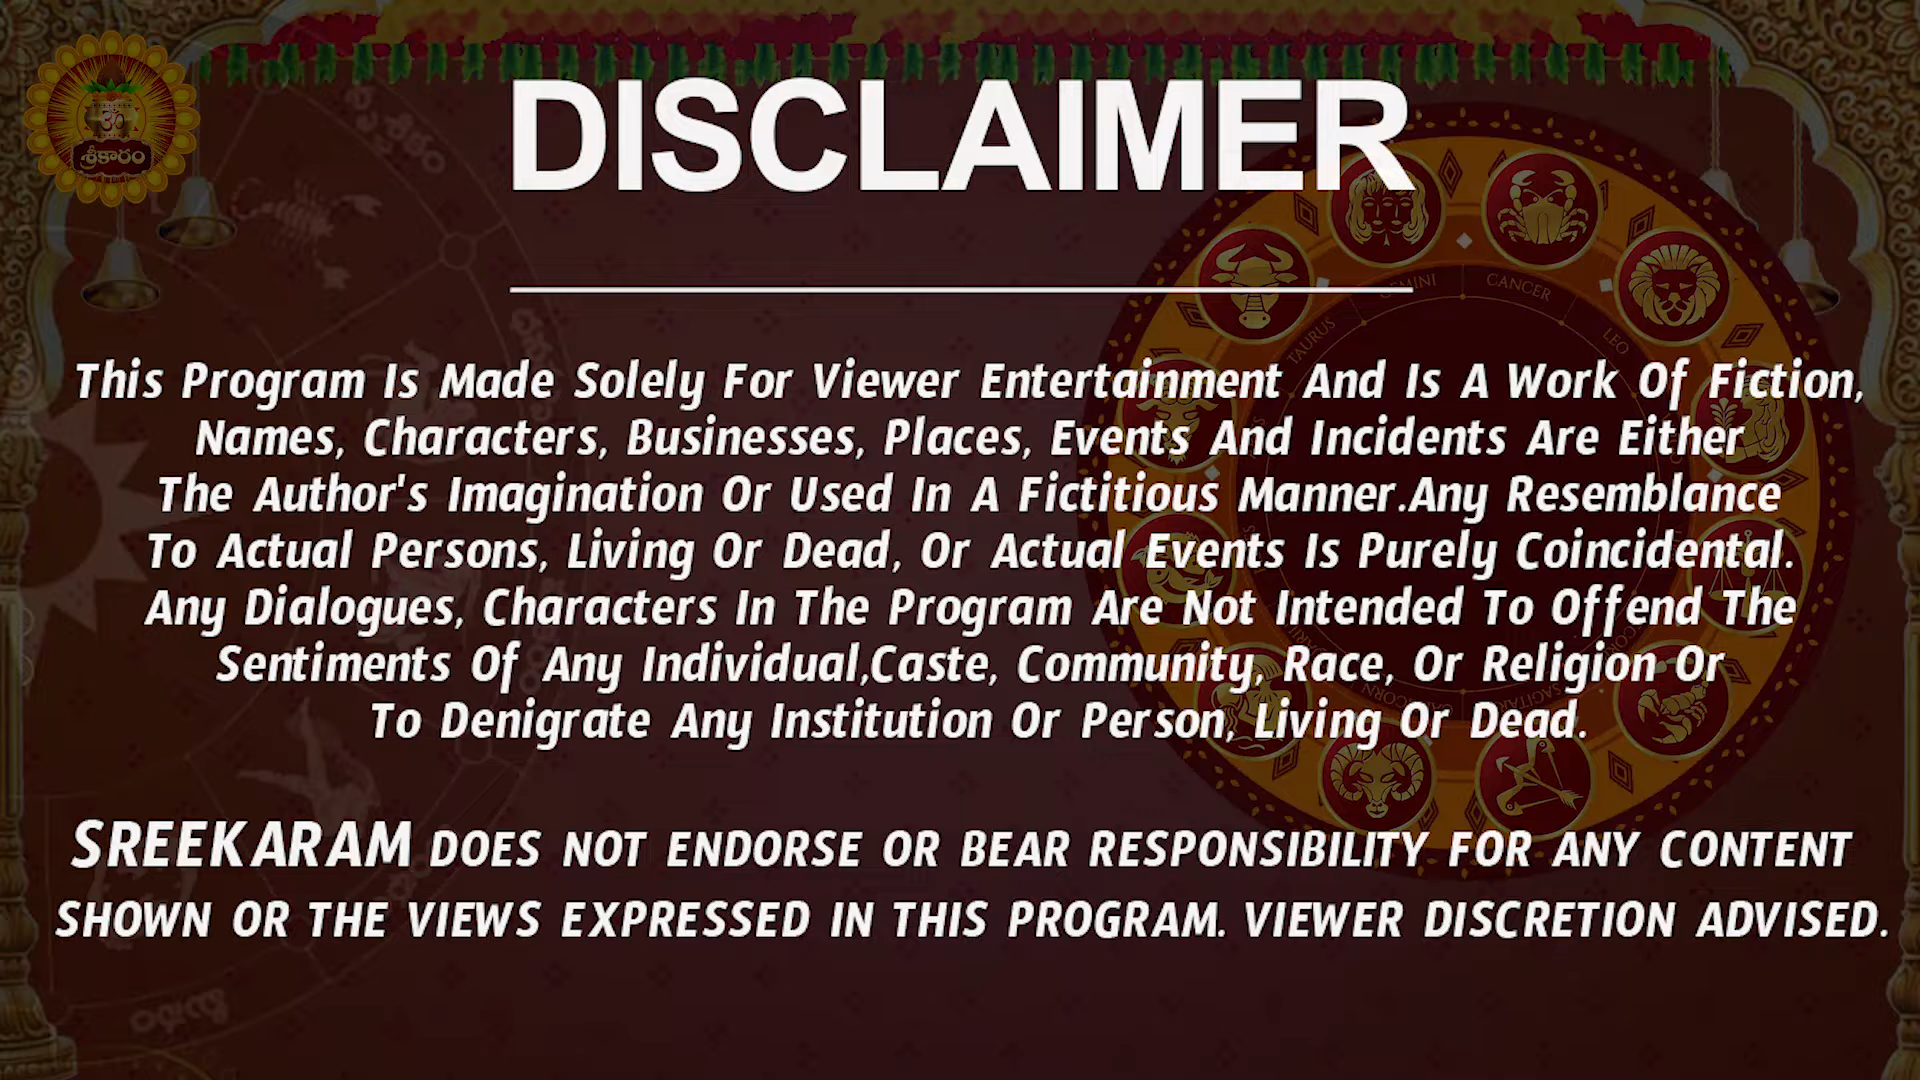 శ్రీకారం
DISCLAIMER
GEMINI
CANCER
TAURUS
LEO
This Program Is Made Solely For Viewer Entertainment And Is A Work Of Fiction,
Names, Characters, Businesses, Places, Events And Incidents Are Either
The Author's Imagination Or Used In A Fictitious Manner.Any Resemblance
To Actual Persons, Living Or Dead, Or Actual Events Is Purely Coincidental.
Any Dialogues, Characters In The Program Are Not Intended To Offend The
Sentiments Of Any Individual,Caste, Community, Race, Or Religion Or
To Denigrate Any Institution Or Person, Living Or Dead.
SREEKARAM DOES NOT ENDORSE OR BEAR RESPONSIBILITY FOR ANY CONTENT
SHOWN OR THE VIEWS EXPRESSED IN THIS PROGRAM. VIEWER DISCRETION ADVISED.